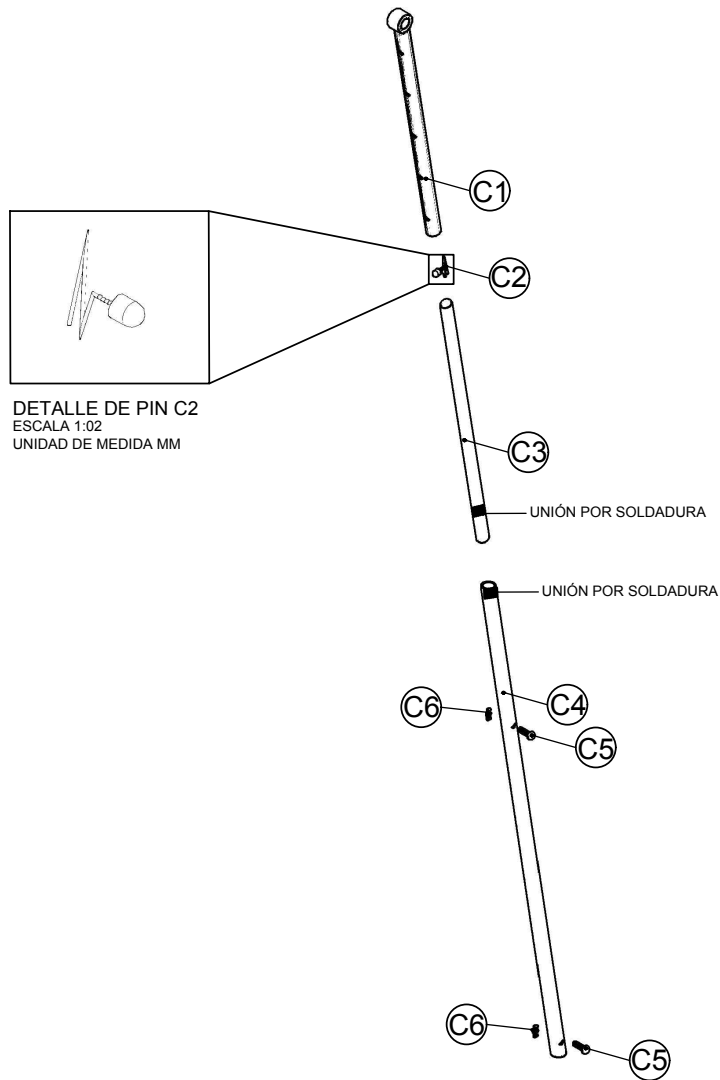 C1
C2
DETALLE DE PIN C2
ESCALA 1:02
UNIDAD DE MEDIDA MM
C3
UNIÓN POR SOLDADURA
UNIÓN POR SOLDADURA
C4
C6
C5
C6
C5